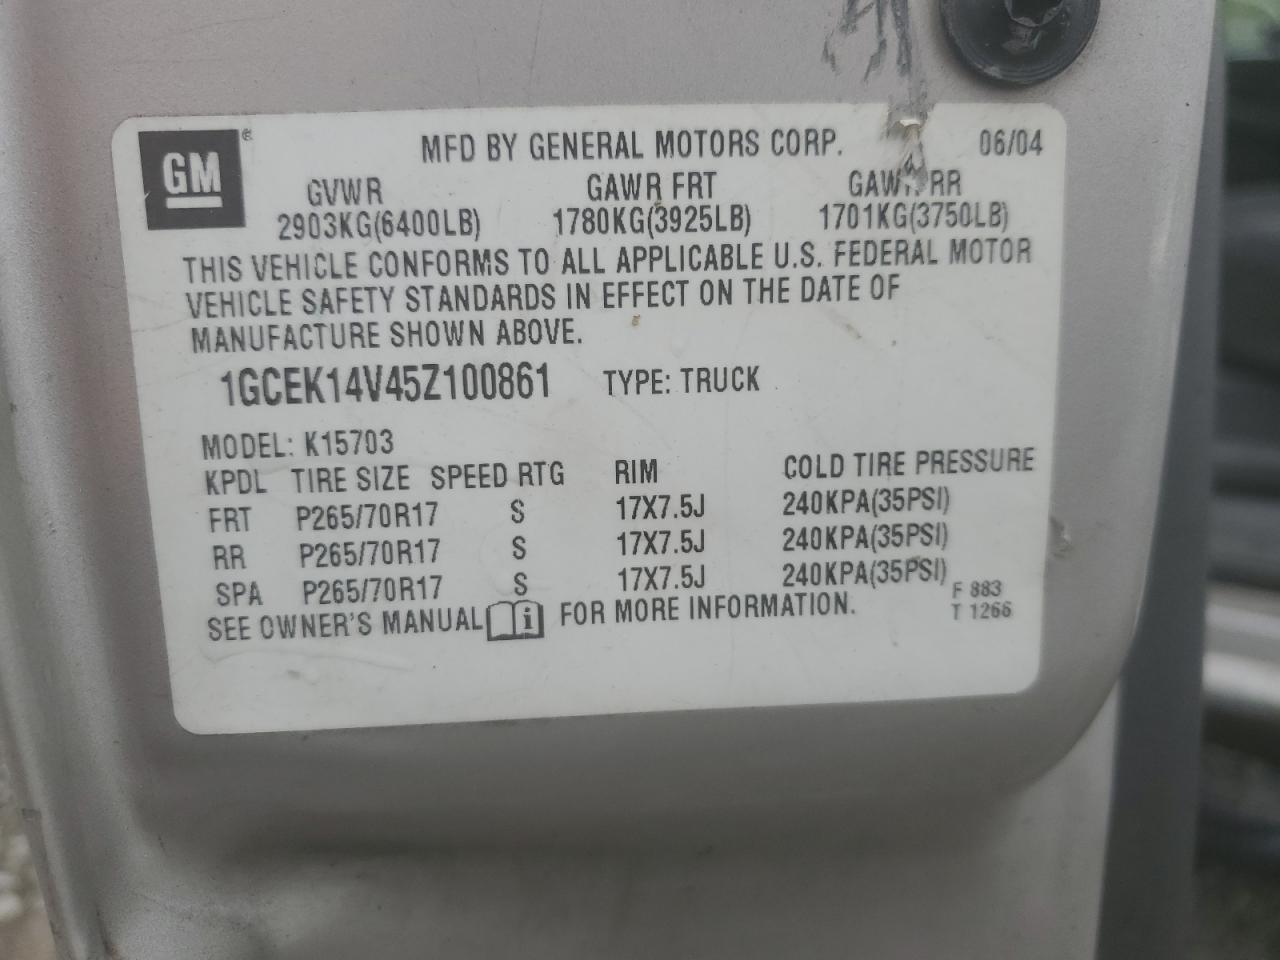 GM ®
MFD BY GENERAL MOTORS CORP. 06/04
GVWR GAWR FRT GAWR RR
2903KG(6400LB) 1780KG(3925LB) 1701KG(3750LB)
THIS VEHICLE CONFORMS TO ALL APPLICABLE U.S. FEDERAL MOTOR
VEHICLE SAFETY STANDARDS IN EFFECT ON THE DATE OF
MANUFACTURE SHOWN ABOVE.
1GCEK14V45Z100861 TYPE: TRUCK
MODEL: K15703
KPDL TIRE SIZE SPEED RTG RIM COLD TIRE PRESSURE
FRT P265/70R17 S 17X7.5J 240KPA(35PSI)
RR P265/70R17 S 17X7.5J 240KPA(35PSI)
SPA P265/70R17 S 17X7.5J 240KPA(35PSI)
F 883
SEE OWNER'S MANUAL i FOR MORE INFORMATION. T 1266